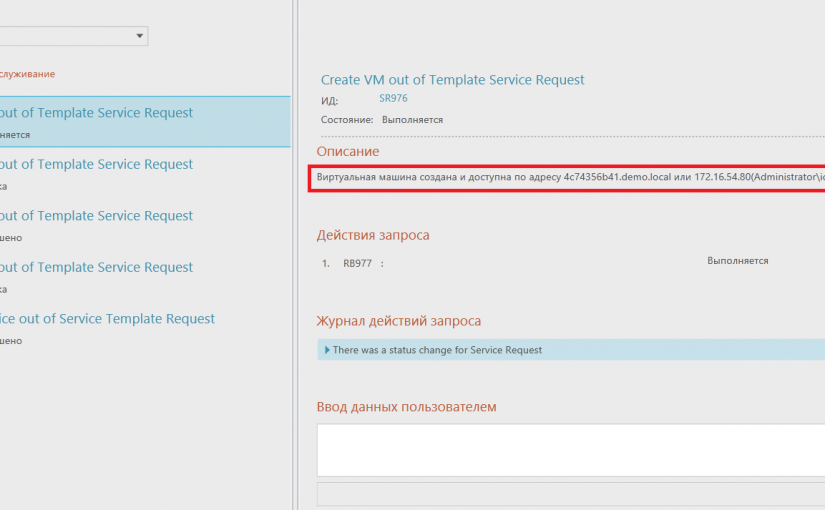 служивание
out of Template Service Request
няется
out of Template Service Request
ка
out of Template Service Request
шено
out of Template Service Request
ка
ice out of Service Template Request
шено
Create VM out of Template Service Request
ИД: SR976
Состояние: Выполняется
Описание
Виртуальная машина создана и доступна по адресу 4c74356b41.demo.local или 172.16.54.80(Administrator\
Действия запроса
1. RB977 : Выполняется
Журнал действий запроса
There was a status change for Service Request
Ввод данных пользователем